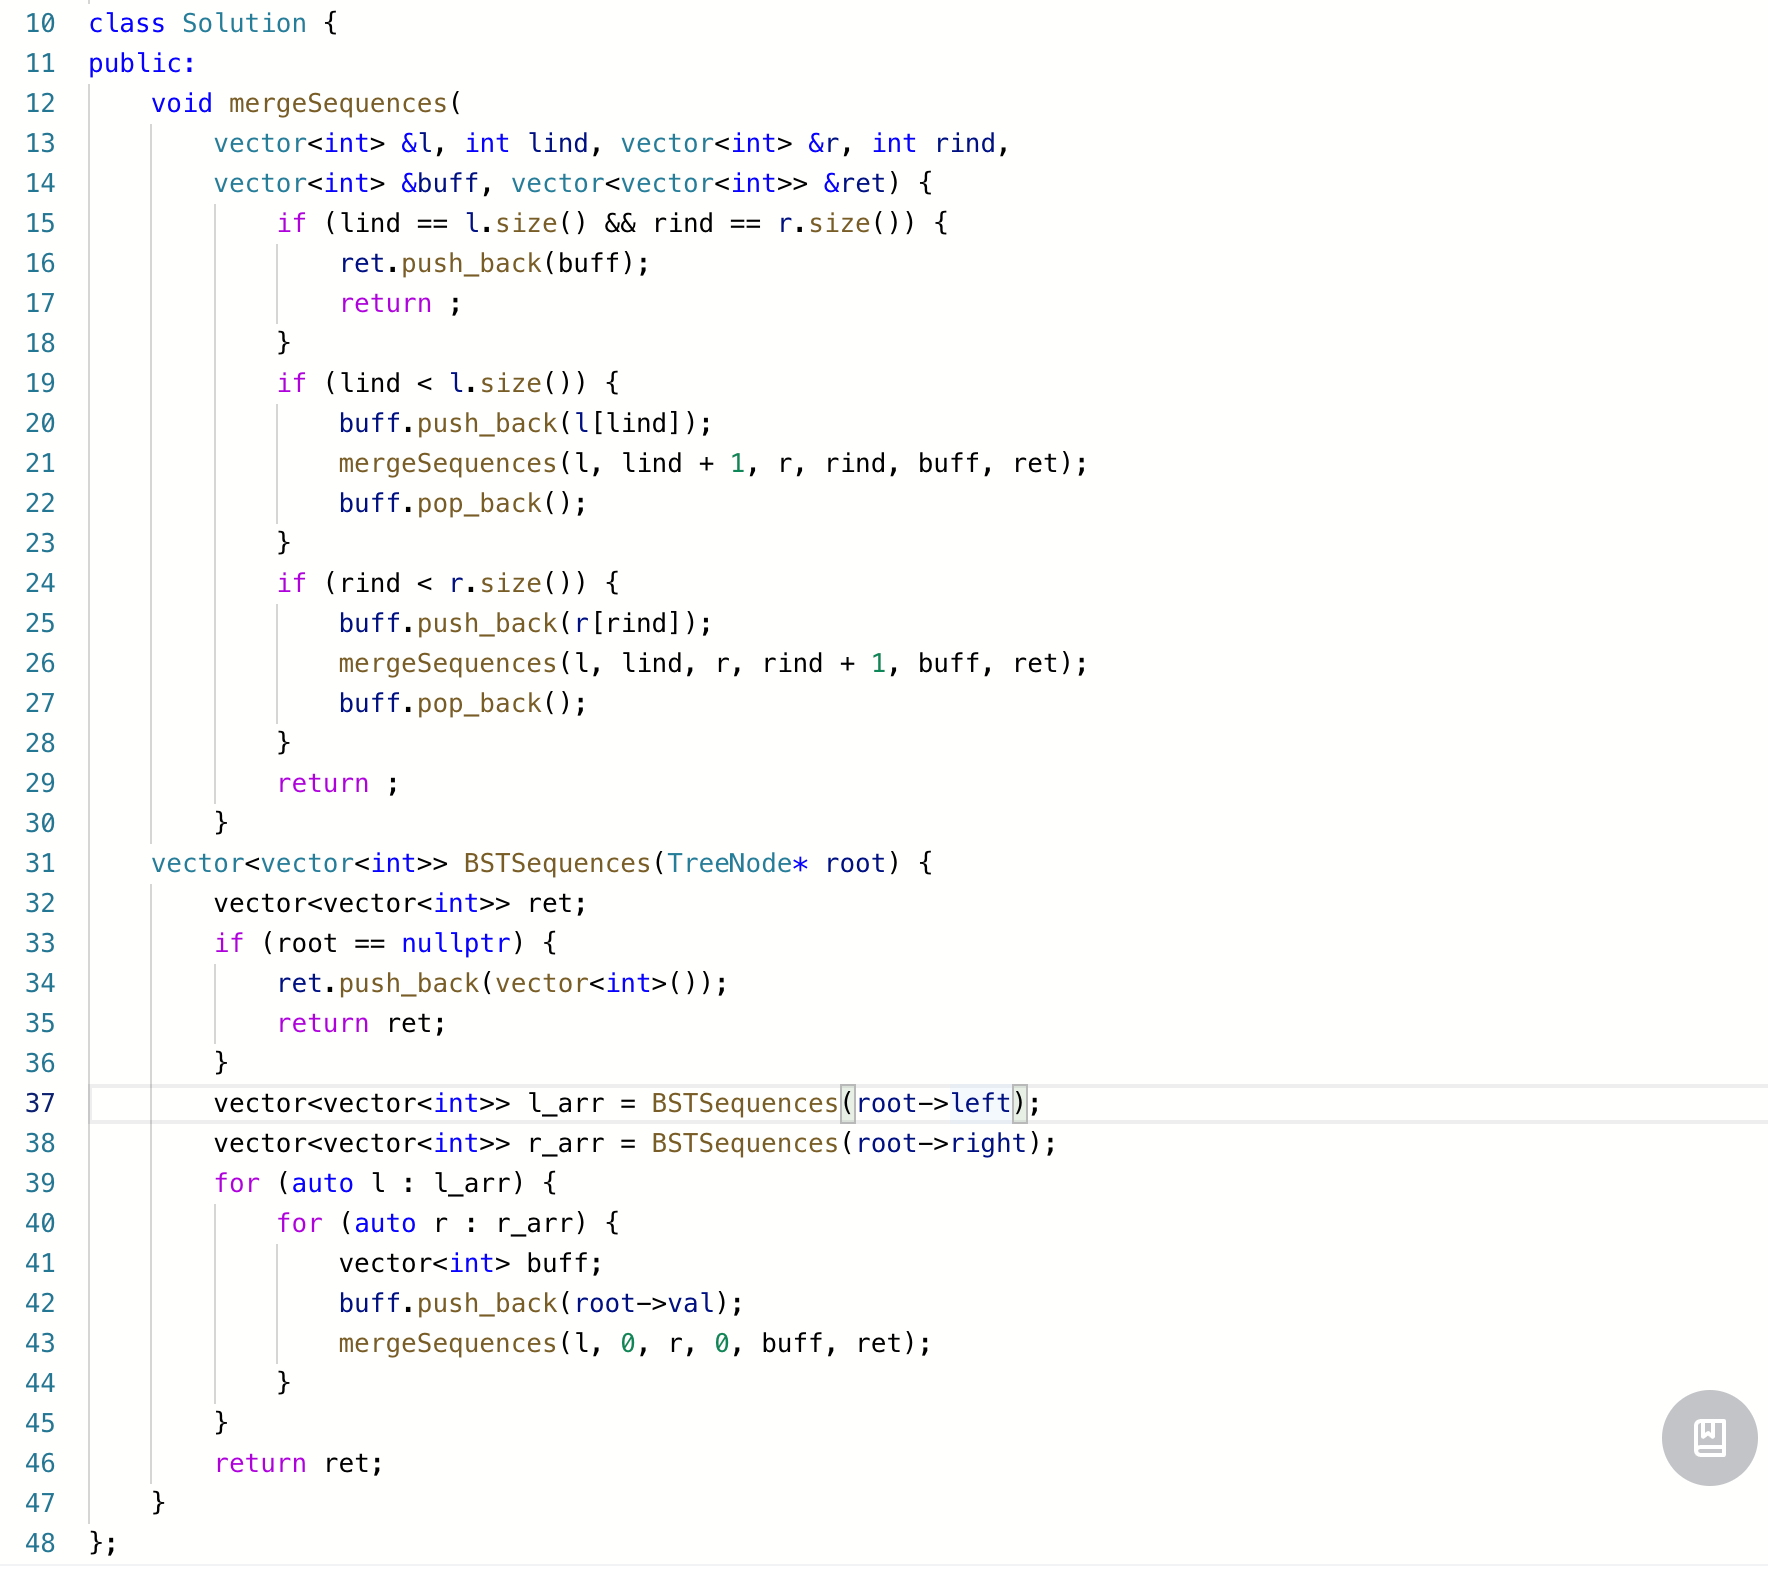 10 class Solution {
11 public:
12     void mergeSequences(
13         vector<int> &l, int lind, vector<int> &r, int rind,
14         vector<int> &buff, vector<vector<int>> &ret) {
15             if (lind == l.size() && rind == r.size()) {
16                 ret.push_back(buff);
17                 return ;
18             }
19             if (lind < l.size()) {
20                 buff.push_back(l[lind]);
21                 mergeSequences(l, lind + 1, r, rind, buff, ret);
22                 buff.pop_back();
23             }
24             if (rind < r.size()) {
25                 buff.push_back(r[rind]);
26                 mergeSequences(l, lind, r, rind + 1, buff, ret);
27                 buff.pop_back();
28             }
29             return ;
30         }
31     vector<vector<int>> BSTSequences(TreeNode* root) {
32         vector<vector<int>> ret;
33         if (root == nullptr) {
34             ret.push_back(vector<int>());
35             return ret;
36         }
37         vector<vector<int>> l_arr = BSTSequences(root->left);
38         vector<vector<int>> r_arr = BSTSequences(root->right);
39         for (auto l : l_arr) {
40             for (auto r : r_arr) {
41                 vector<int> buff;
42                 buff.push_back(root->val);
43                 mergeSequences(l, 0, r, 0, buff, ret);
44             }
45         }
46         return ret;
47     }
48 };